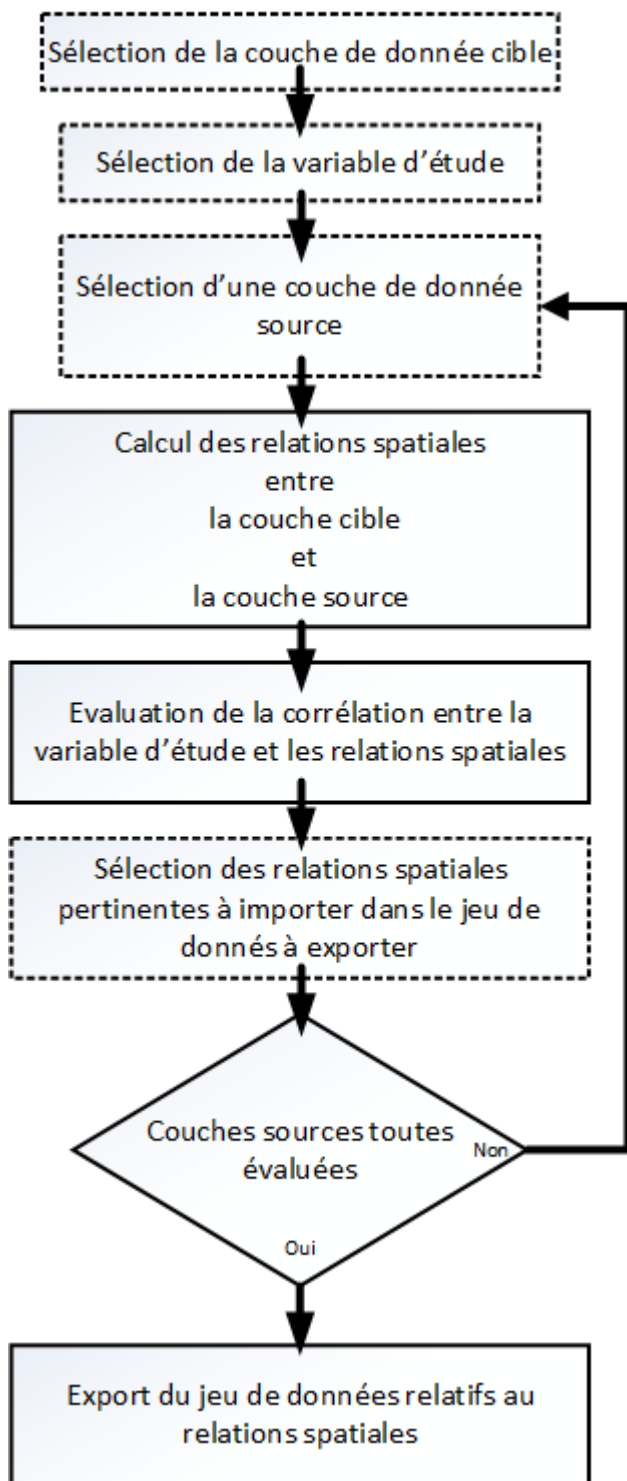 Sélection de la couche de donnée cible
Sélection de la variable d'étude
Sélection d'une couche de donnée
source
Calcul des relations spatiales
entre
la couche cible
et
la couche source
Evaluation de la corrélation entre la
variable d'étude et les relations spatiales
Sélection des relations spatiales
pertinentes à importer dans le jeu de
donnés à exporter
Couches sources toutes
évaluées
Non
Oui
Export du jeu de données relatifs au
relations spatiales